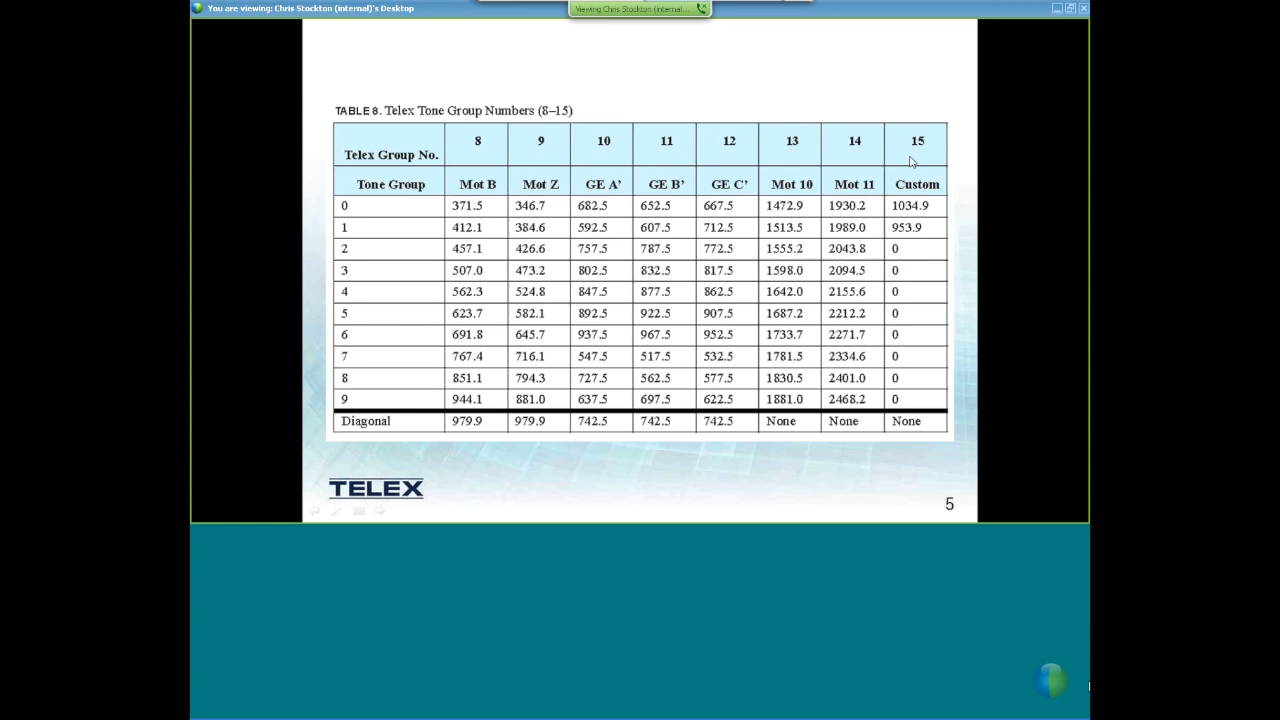 You are viewing: Chris Stockton (internal)'s Desktop
Viewing Chris Stockton (internal...
TABLE 8. Telex Tone Group Numbers (8–15)
Telex Group No. 8 9 10 11 12 13 14 15
Tone Group Mot B Mot Z GE A’ GE B’ GE C’ Mot 10 Mot 11 Custom
0 371.5 346.7 682.5 652.5 667.5 1472.9 1930.2 1034.9
1 412.1 384.6 592.5 607.5 712.5 1513.5 1989.0 953.9
2 457.1 426.6 757.5 787.5 772.5 1555.2 2043.8 0
3 507.0 473.2 802.5 832.5 817.5 1598.0 2094.5 0
4 562.3 524.8 847.5 877.5 862.5 1642.0 2155.6 0
5 623.7 582.1 892.5 922.5 907.5 1687.2 2212.2 0
6 691.8 645.7 937.5 967.5 952.5 1733.7 2271.7 0
7 767.4 716.1 547.5 517.5 532.5 1781.5 2334.6 0
8 851.1 794.3 727.5 562.5 577.5 1830.5 2401.0 0
9 944.1 881.0 637.5 697.5 622.5 1881.0 2468.2 0
Diagonal 979.9 979.9 742.5 742.5 742.5 None None None
TELEX
5